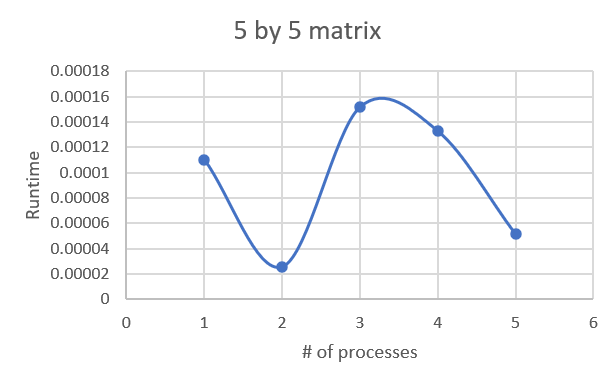 5 by 5 matrix
0.00018
0.00016
0.00014
0.00012
0.0001
0.00008
0.00006
0.00004
0.00002
0
Runtime
0 1 2 3 4 5 6
# of processes